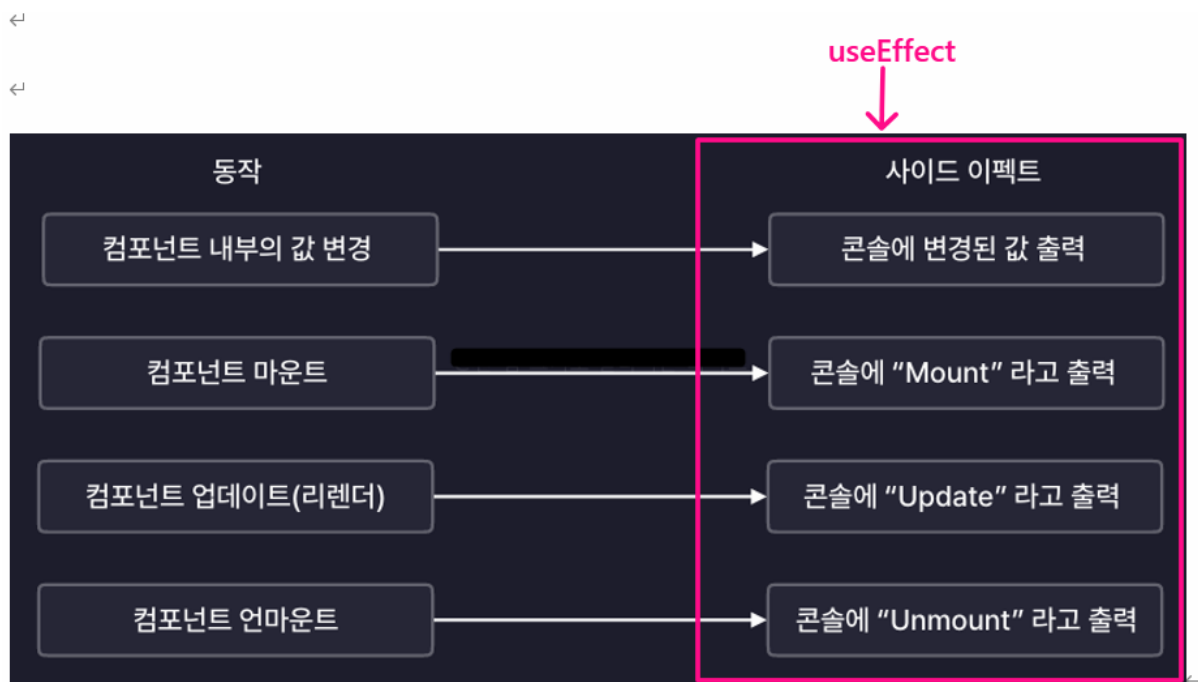 useEffect
동작
사이드 이펙트
컴포넌트 내부의 값 변경
콘솔에 변경된 값 출력
컴포넌트 마운트
콘솔에 “Mount” 라고 출력
컴포넌트 업데이트(리렌더)
콘솔에 “Update” 라고 출력
컴포넌트 언마운트
콘솔에 “Unmount” 라고 출력